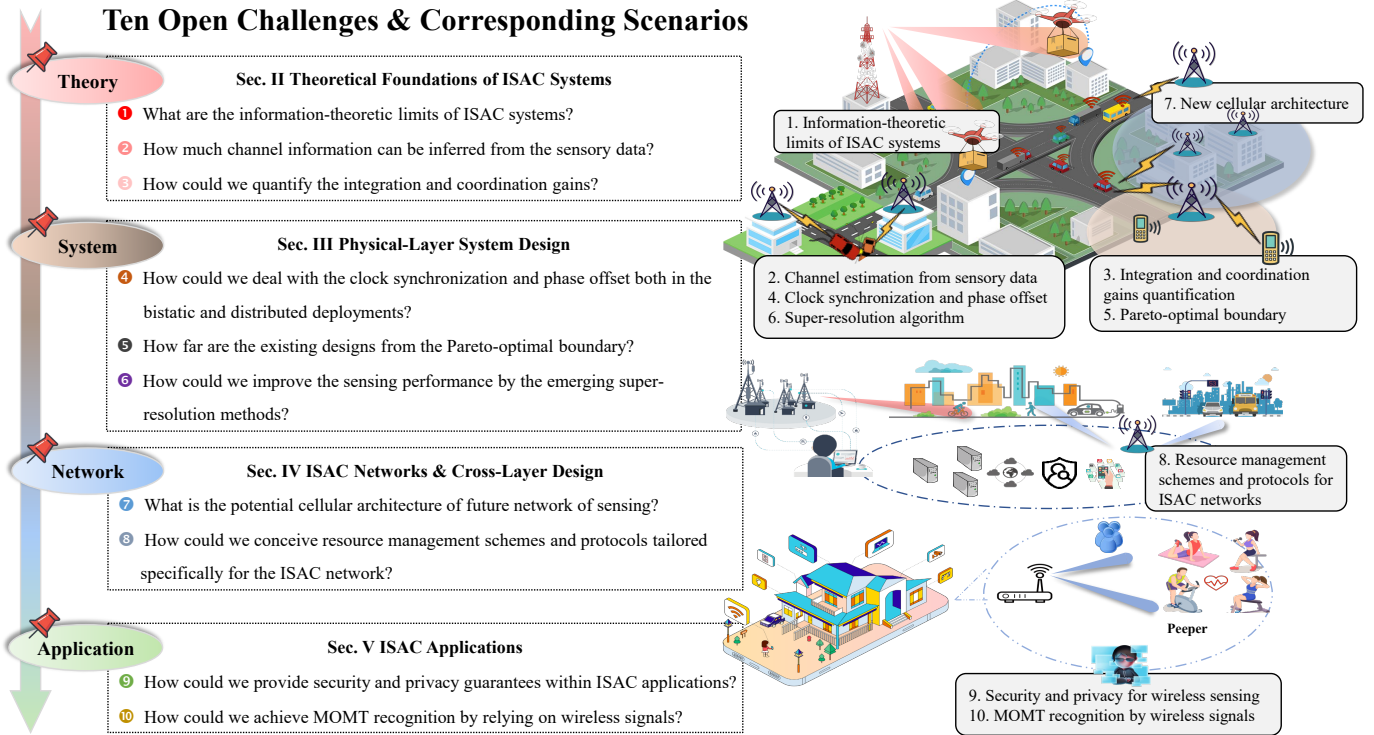 Ten Open Challenges & Corresponding Scenarios
Theory
Sec. II Theoretical Foundations of ISAC Systems
❶ What are the information-theoretic limits of ISAC systems?
❷ How much channel information can be inferred from the sensory data?
❸ How could we quantify the integration and coordination gains?
System
Sec. III Physical-Layer System Design
❹ How could we deal with the clock synchronization and phase offset both in the
bistatic and distributed deployments?
❺ How far are the existing designs from the Pareto-optimal boundary?
❻ How could we improve the sensing performance by the emerging super-
resolution methods?
Network
Sec. IV ISAC Networks & Cross-Layer Design
❼ What is the potential cellular architecture of future network of sensing?
❽ How could we conceive resource management schemes and protocols tailored
specifically for the ISAC network?
Application
Sec. V ISAC Applications
❾ How could we provide security and privacy guarantees within ISAC applications?
❿ How could we achieve MOMT recognition by relying on wireless signals?
1. Information-theoretic
limits of ISAC systems
7. New cellular architecture
2. Channel estimation from sensory data
4. Clock synchronization and phase offset
6. Super-resolution algorithm
3. Integration and coordination
gains quantification
5. Pareto-optimal boundary
8. Resource management
schemes and protocols for
ISAC networks
Peeper
9. Security and privacy for wireless sensing
10. MOMT recognition by wireless signals